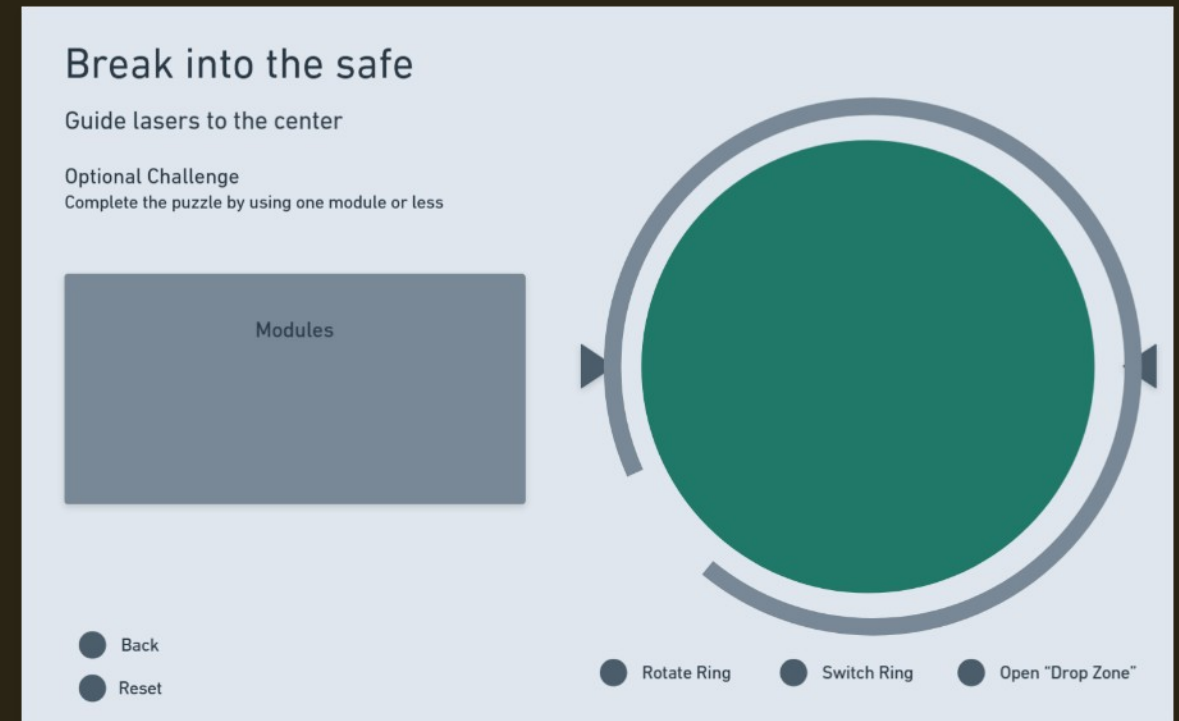 Break into the safe
Guide lasers to the center
Optional Challenge
Complete the puzzle by using one module or less
Modules
Back
Reset
Rotate Ring
Switch Ring
Open “Drop Zone”